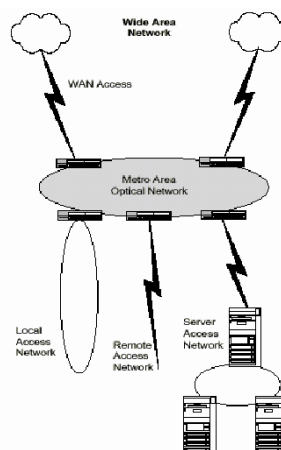 Wide Area
Network
WAN Access
Metro Area
Optical Network
Local
Access
Network
Remote
Access
Network
Server
Access
Network